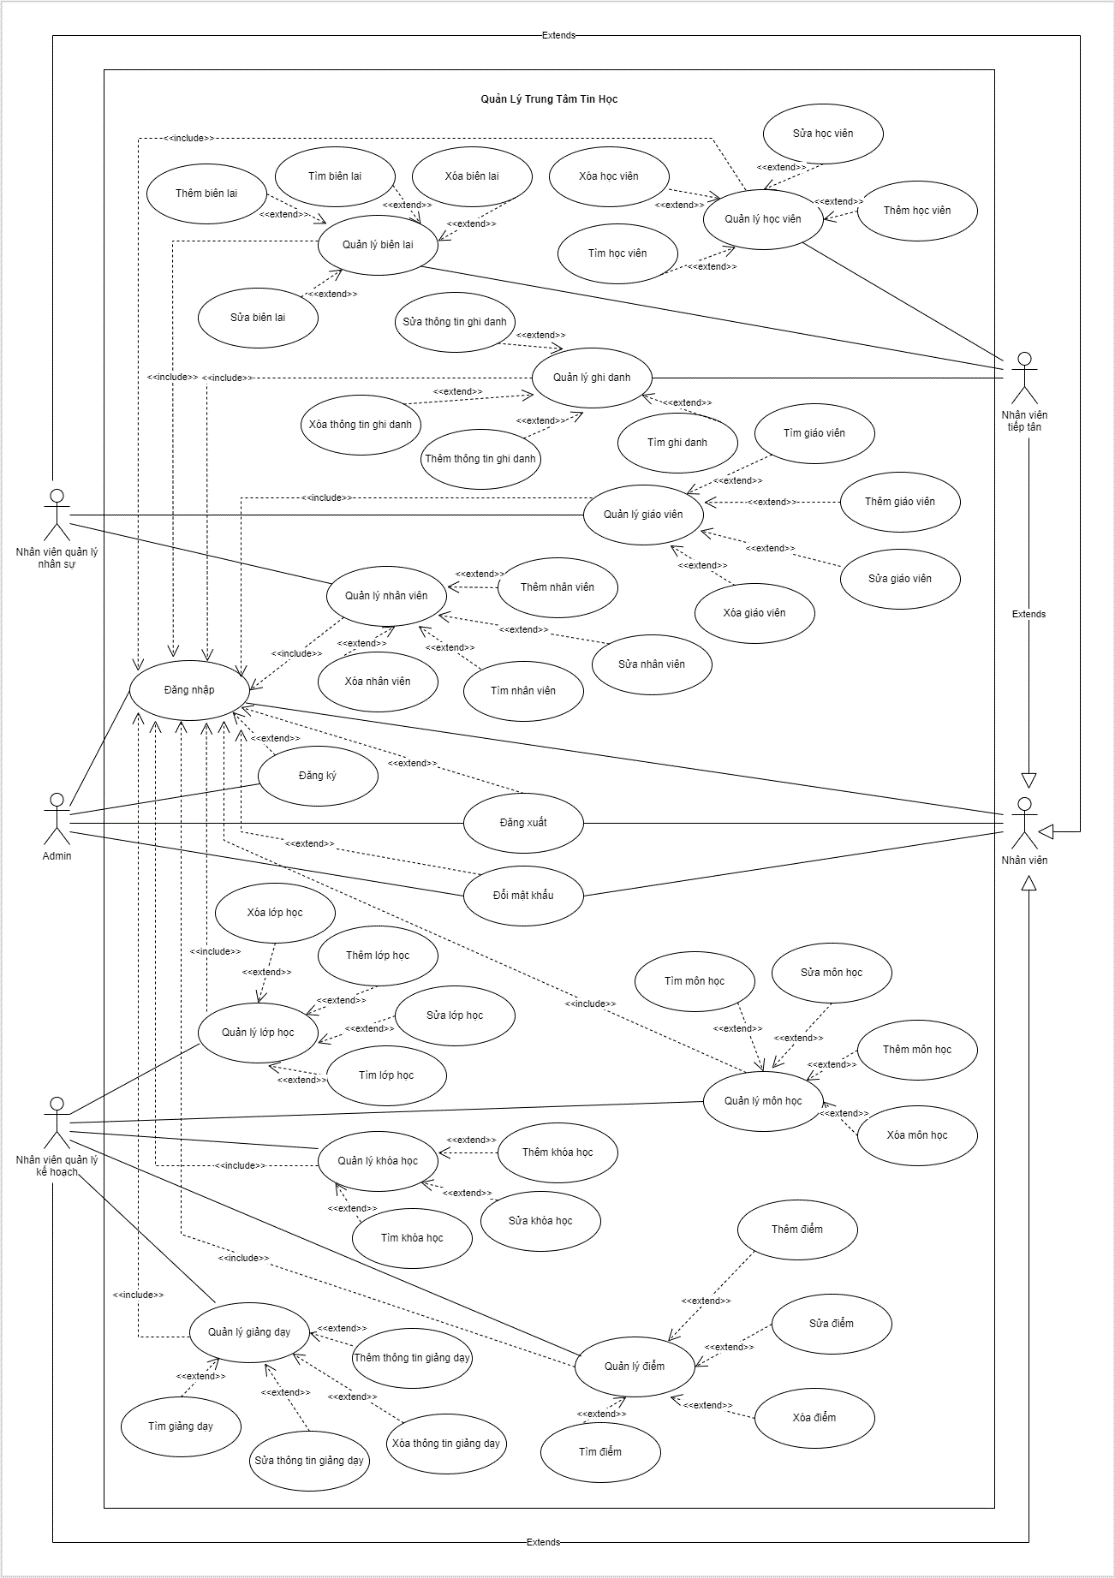 Extends
Quản Lý Trung Tâm Tin Học
Sửa học viên
<<include>>
<<extend>>
Tìm biên lai
Xóa biên lai
Xóa học viên
Thêm biên lai
<<extend>>
<<extend>>
<<extend>>
Thêm học viên
<<extend>>
<<extend>>
Quản lý học viên
Quản lý biên lai
Tìm học viên
<<extend>>
<<extend>>
Sửa biên lai
Sửa thông tin ghi danh
<<extend>>
<<include>>
<<include>>
Quản lý ghi danh
<<extend>>
<<extend>>
Nhân viên
tiếp tân
Xóa thông tin ghi danh
<<extend>>
Tìm ghi danh
Tìm giáo viên
Thêm thông tin ghi danh
<<extend>>
<<include>>
<<extend>>
Thêm giáo viên
Quản lý giáo viên
Nhân viên quản lý
nhân sự
<<extend>>
<<extend>>
Sửa giáo viên
<<extend>>
Thêm nhân viên
Quản lý nhân viên
Xóa giáo viên
Extends
<<extend>>
<<extend>>
<<extend>>
<<include>>
Sửa nhân viên
Xóa nhân viên
Tìm nhân viên
Đăng nhập
<<extend>>
<<extend>>
Đăng ký
Đăng xuất
<<extend>>
Admin
Nhân viên
Đổi mật khẩu
Xóa lớp học
<<include>>
Thêm lớp học
<<extend>>
<<extend>>
<<include>>
Tìm môn học
Sửa môn học
Sửa lớp học
<<extend>>
Quản lý lớp học
<<extend>>
<<extend>>
Thêm môn học
<<extend>>
Tìm lớp học
<<extend>>
Quản lý môn học
<<extend>>
Xóa môn học
<<extend>>
Thêm khóa học
Nhân viên quản lý
kế hoạch
Quản lý khóa học
<<include>>
<<extend>>
<<extend>>
Sửa khóa học
Tìm khóa học
Thêm điểm
<<include>>
<<include>>
<<extend>>
Sửa điểm
Quản lý giảng dạy
<<extend>>
Thêm thông tin giảng dạy
<<extend>>
Quản lý điểm
<<extend>>
<<extend>>
<<extend>>
<<extend>>
<<extend>>
Xóa điểm
Tìm giảng dạy
Xóa thông tin giảng dạy
Tìm điểm
Sửa thông tin giảng dạy
Extends